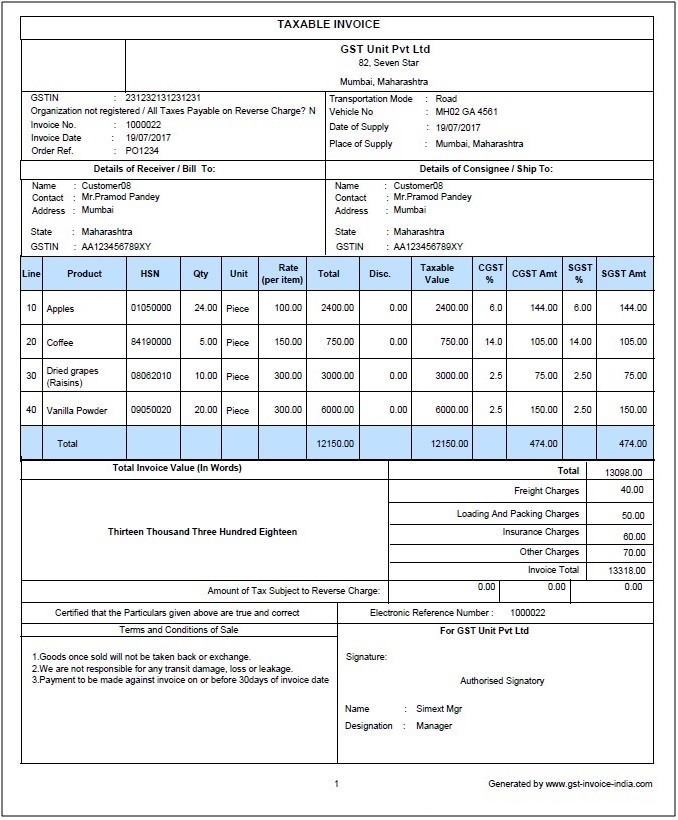 TAXABLE INVOICE
GST Unit Pvt Ltd
82, Seven Star
Mumbai, Maharashtra
GSTIN : 231232131231231
Organization not registered / All Taxes Payable on Reverse Charge? N
Invoice No. : 1000022
Invoice Date : 19/07/2017
Order Ref. : PO1234
Transportation Mode : Road
Vehicle No : MH02 GA 4561
Date of Supply : 19/07/2017
Place of Supply : Mumbai, Maharashtra
Details of Receiver / Bill To:
Name : Customer08
Contact : Mr.Pramod Pandey
Address : Mumbai
State : Maharashtra
GSTIN : AA123456789XY
Details of Consignee / Ship To:
Name : Customer08
Contact : Mr.Pramod Pandey
Address : Mumbai
State : Maharashtra
GSTIN : AA123456789XY
Line Product HSN Qty Unit Rate (per item) Total Disc. Taxable Value CGST % CGST Amt SGST % SGST Amt
10 Apples 01050000 24.00 Piece 100.00 2400.00 0.00 2400.00 6.0 144.00 6.00 144.00
20 Coffee 84190000 5.00 Piece 150.00 750.00 0.00 750.00 14.0 105.00 14.00 105.00
30 Dried grapes (Raisins) 08062010 10.00 Piece 300.00 3000.00 0.00 3000.00 2.5 75.00 2.50 75.00
40 Vanilla Powder 09050020 20.00 Piece 300.00 6000.00 0.00 6000.00 2.5 150.00 2.50 150.00
Total 12150.00 12150.00 474.00 474.00
Total Invoice Value (In Words)
Thirteen Thousand Three Hundred Eighteen
Total 13098.00
Freight Charges 40.00
Loading And Packing Charges 50.00
Insurance Charges 60.00
Other Charges 70.00
Invoice Total 13318.00
Amount of Tax Subject to Reverse Charge: 0.00 0.00 0.00
Certified that the Particulars given above are true and correct
Electronic Reference Number : 1000022
Terms and Conditions of Sale
1.Goods once sold will not be taken back or exchange.
2.We are not responsible for any transit damage, loss or leakage.
3.Payment to be made against invoice on or before 30days of invoice date
For GST Unit Pvt Ltd
Signature:
Authorised Signatory
Name : Simext Mgr
Designation : Manager
1
Generated by www.gst-invoice-india.com